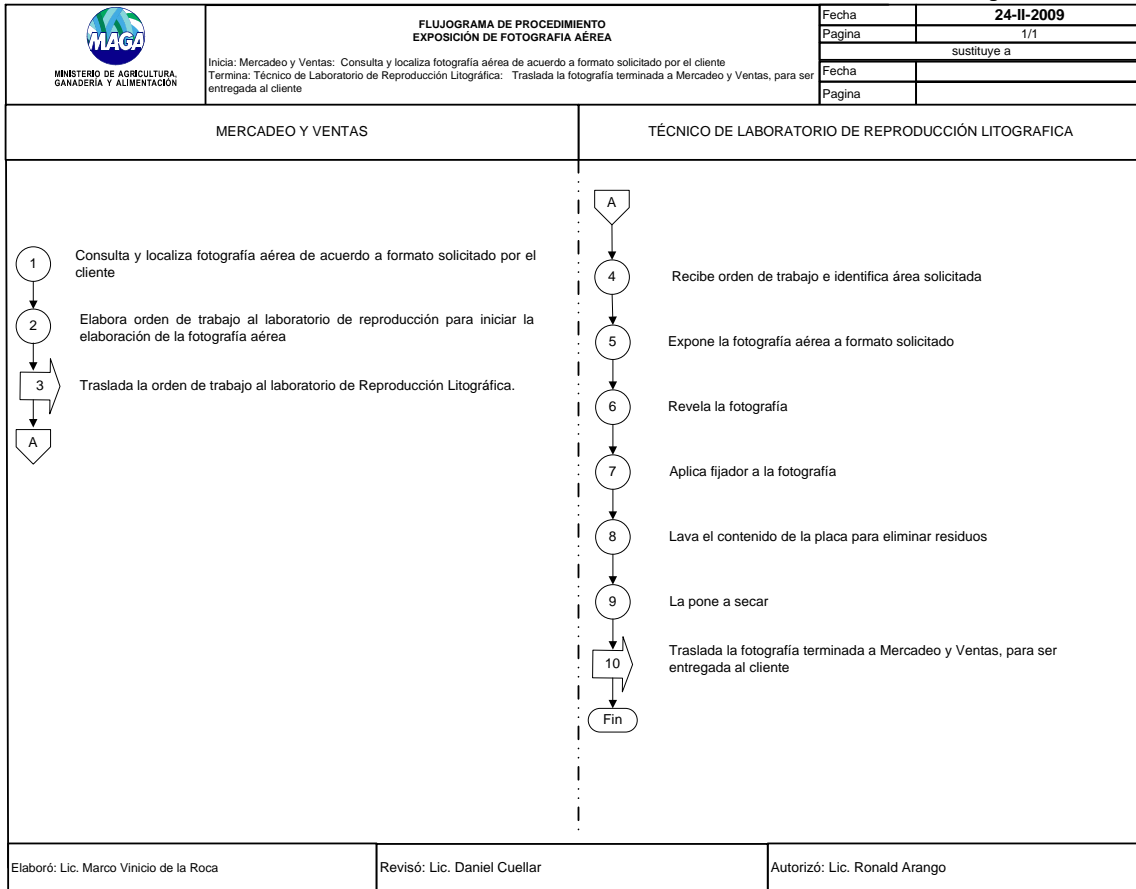 MAGA
MINISTERIO DE AGRICULTURA,
GANADERÍA Y ALIMENTACIÓN
FLUJOGRAMA DE PROCEDIMIENTO
EXPOSICIÓN DE FOTOGRAFIA AÉREA
Inicia: Mercadeo y Ventas: Consulta y localiza fotografía aérea de acuerdo a formato solicitado por el cliente
Termina: Técnico de Laboratorio de Reproducción Litográfica: Traslada la fotografía terminada a Mercadeo y Ventas, para ser
entregada al cliente
Fecha 24-II-2009
Pagina 1/1
sustituye a
Fecha
Pagina
MERCADEO Y VENTAS
1 Consulta y localiza fotografía aérea de acuerdo a formato solicitado por el
cliente
2 Elabora orden de trabajo al laboratorio de reproducción para iniciar la
elaboración de la fotografía aérea
3 Traslada la orden de trabajo al laboratorio de Reproducción Litográfica.
A
TÉCNICO DE LABORATORIO DE REPRODUCCIÓN LITOGRAFICA
A
4 Recibe orden de trabajo e identifica área solicitada
5 Expone la fotografía aérea a formato solicitado
6 Revela la fotografía
7 Aplica fijador a la fotografía
8 Lava el contenido de la placa para eliminar residuos
9 La pone a secar
10 Traslada la fotografía terminada a Mercadeo y Ventas, para ser
entregada al cliente
Fin
Elaboró: Lic. Marco Vinicio de la Roca
Revisó: Lic. Daniel Cuellar
Autorizó: Lic. Ronald Arango